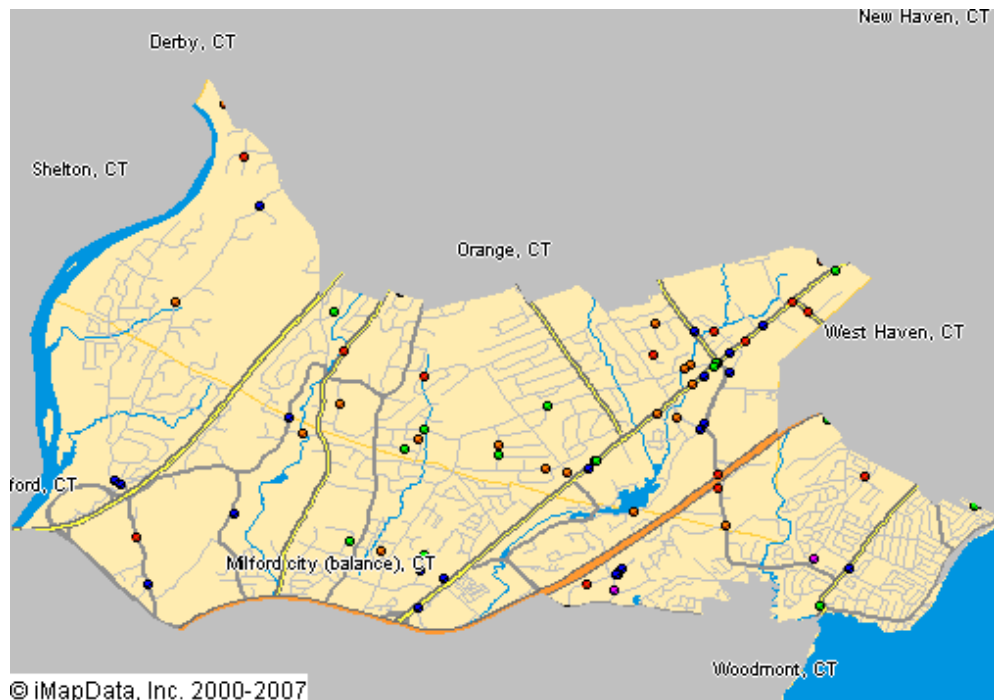 New Haven, CT
Derby, CT
Shelton, CT
Orange, CT
West Haven, CT
ford, CT
Milford city (balance), CT
Woodmont, CT
© iMapData, Inc. 2000-2007